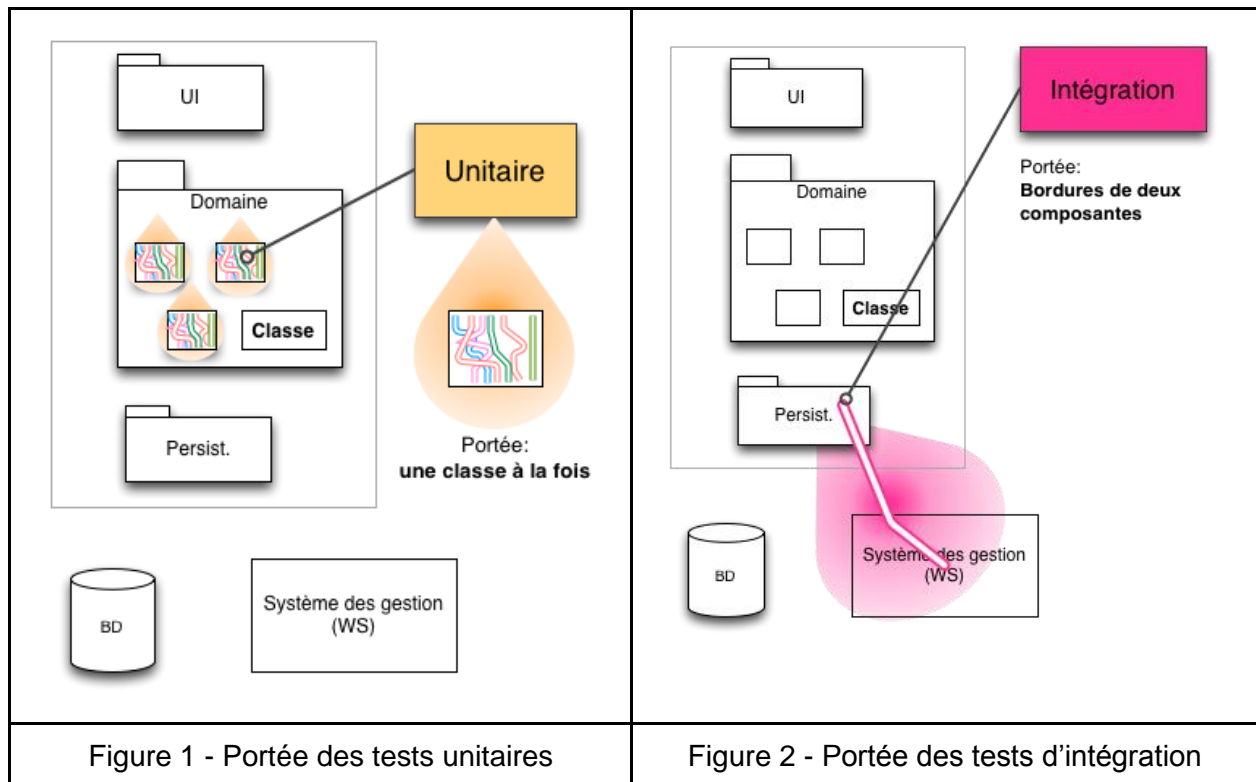 UI
Domaine
Classe
Persist.
BD
Système des gestion
(WS)
Unitaire
Portée:
une classe à la fois
Figure 1 - Portée des tests unitaires
UI
Domaine
Classe
Persist.
BD
Système des gestion
(WS)
Intégration
Portée:
Bordures de deux
composantes
Figure 2 - Portée des tests d'intégration